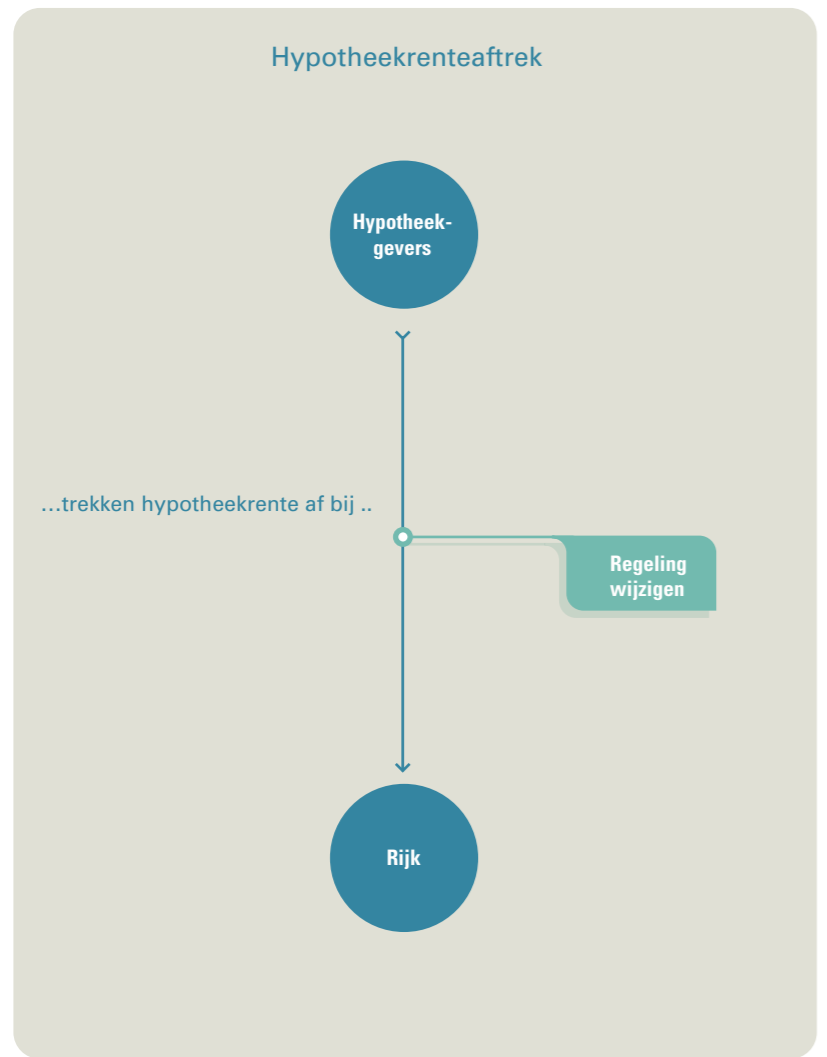 Hypotheekrenteaftrek
Hypotheek-
gevers
…trekken hypotheekrente af bij ..
Regeling
wijzigen
Rijk